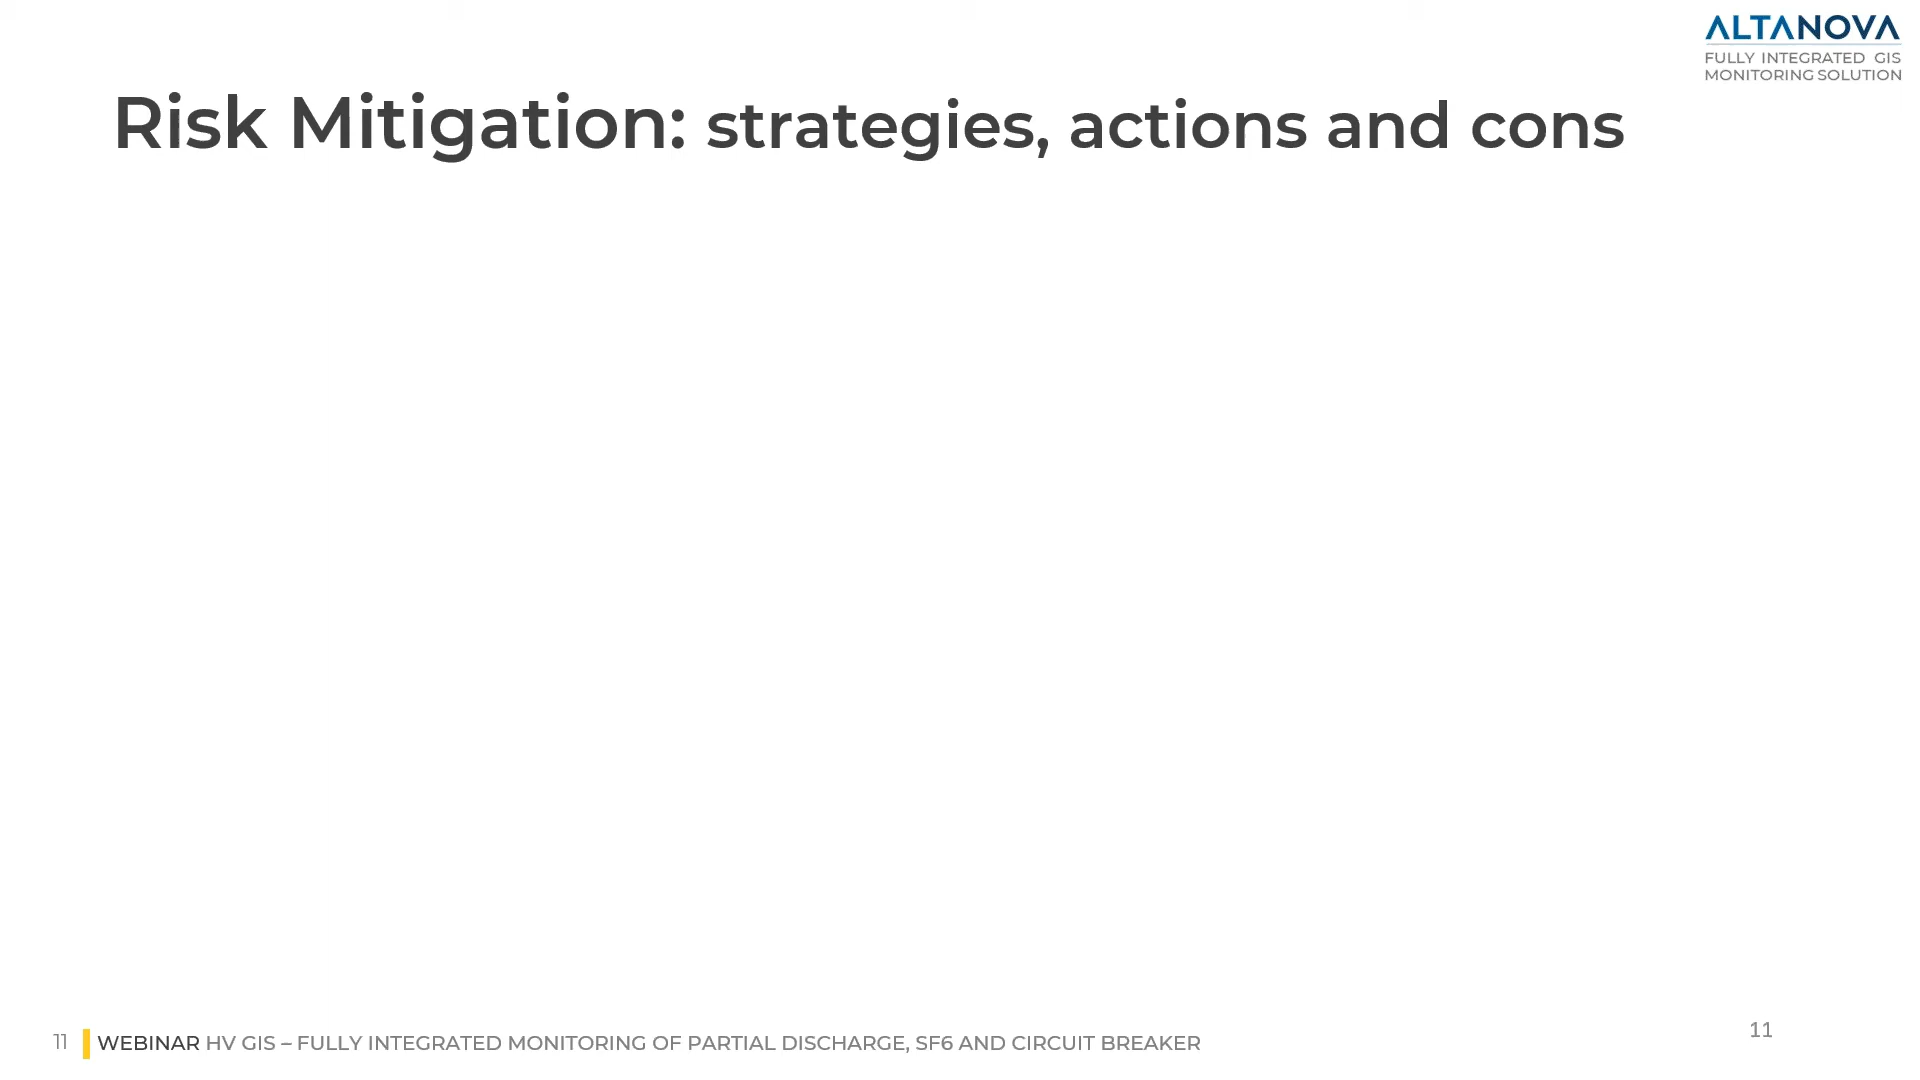 ALTANOVA
FULLY INTEGRATED GIS
MONITORING SOLUTION
Risk Mitigation: strategies, actions and cons
11 WEBINAR HV GIS – FULLY INTEGRATED MONITORING OF PARTIAL DISCHARGE, SF6 AND CIRCUIT BREAKER
11